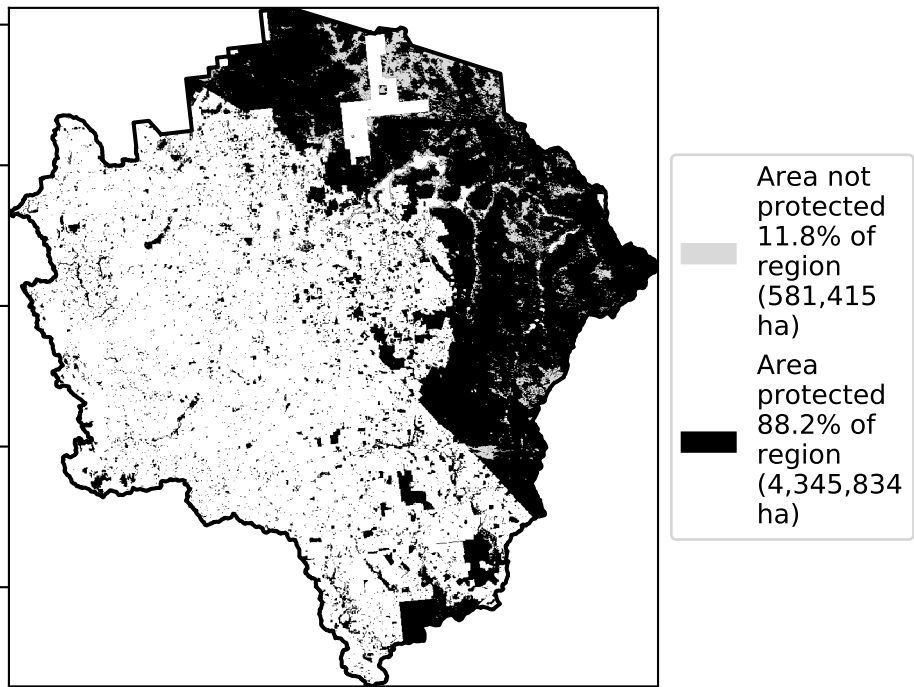 Area not
protected
11.8% of
region
(581,415
ha)
Area
protected
88.2% of
region
(4,345,834
ha)